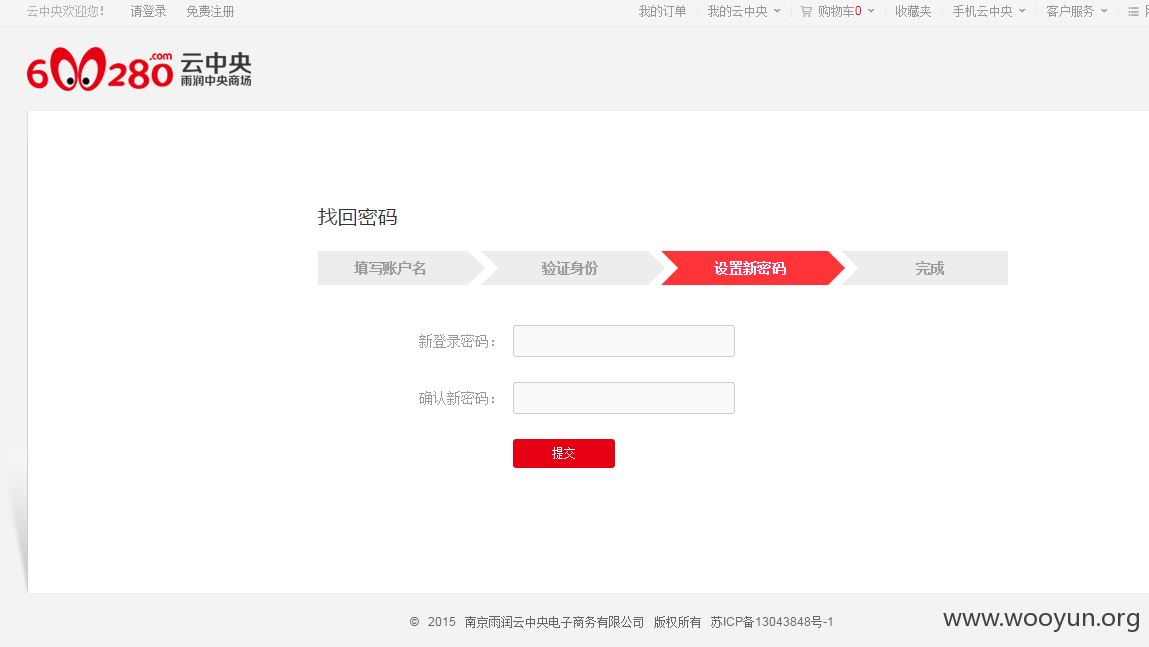 云中央欢迎您! 请登录 免费注册 我的订单 我的云中央 购物车0 收藏夹 手机云中央 客户服务
600280.com 云中央
雨润中央商场
找回密码
填写账户名 验证身份 设置新密码 完成
新登录密码：
确认新密码：
提交
© 2015 南京雨润云中央电子商务有限公司 版权所有 苏ICP备13043848号-1
www.wooyun.org